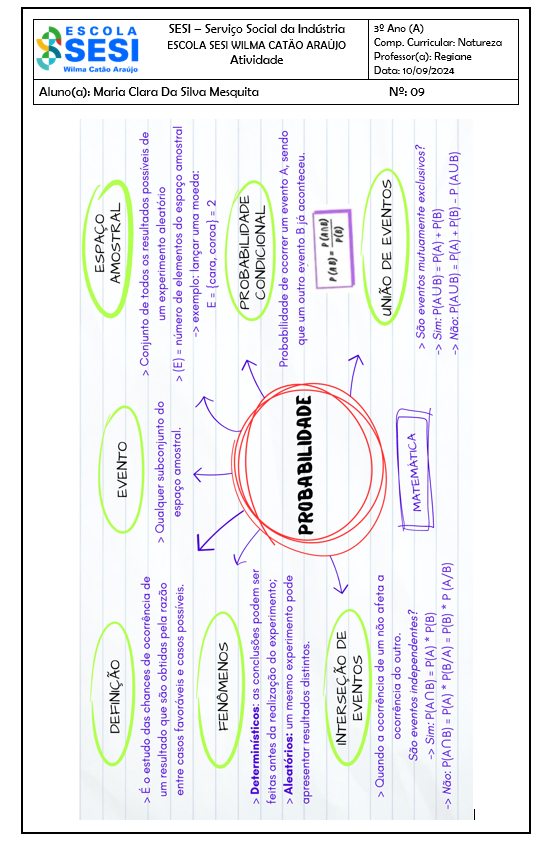 ESCOLA
SESI
Wilma Catão Araújo
SESI – Serviço Social da Indústria
ESCOLA SESI WILMA CATÃO ARAÚJO
Atividade
3º Ano (A)
Comp. Curricular: Natureza
Professor(a): Regiane
Data: 10/09/2024
Aluno(a): Maria Clara Da Silva Mesquita
Nº: 09
DEFINIÇÃO
> É o estudo das chances de ocorrência de
um resultado que são obtidas pela razão
entre casos favoráveis e casos possíveis.
EVENTO
> Qualquer subconjunto do
espaço amostral.
ESPAÇO
AMOSTRAL
> Conjunto de todos os resultados possíveis de
um experimento aleatório
> (E) = número de elementos do espaço amostral
-> exemplo: lançar uma moeda:
E = {cara, coroa} = 2
FENÔMENOS
> Determinísticos: as conclusões podem ser
feitas antes da realização do experimento;
> Aleatórios: um mesmo experimento pode
apresentar resultados distintos.
PROBABILIDADE
PROBABILIDADE
CONDICIONAL
Probabilidade de ocorrer um evento A, sendo
que um outro evento B já aconteceu.
P(A|B) = P(A∩B)
P(B)
INTERSEÇÃO DE
EVENTOS
> Quando a ocorrência de um não afeta a
ocorrência do outro.
São eventos independentes?
-> Sim: P(A∩B) = P(A) * P(B)
-> Não: P(A∩B) = P(A) * P(B/A) = P(B) * P (A/B)
MATEMÁTICA
UNIÃO DE EVENTOS
> São eventos mutuamente exclusivos?
-> Sim: P(A∪B) = P(A) + P(B)
-> Não: P(A∪B) = P(A) + P(B) - P (A∪B)